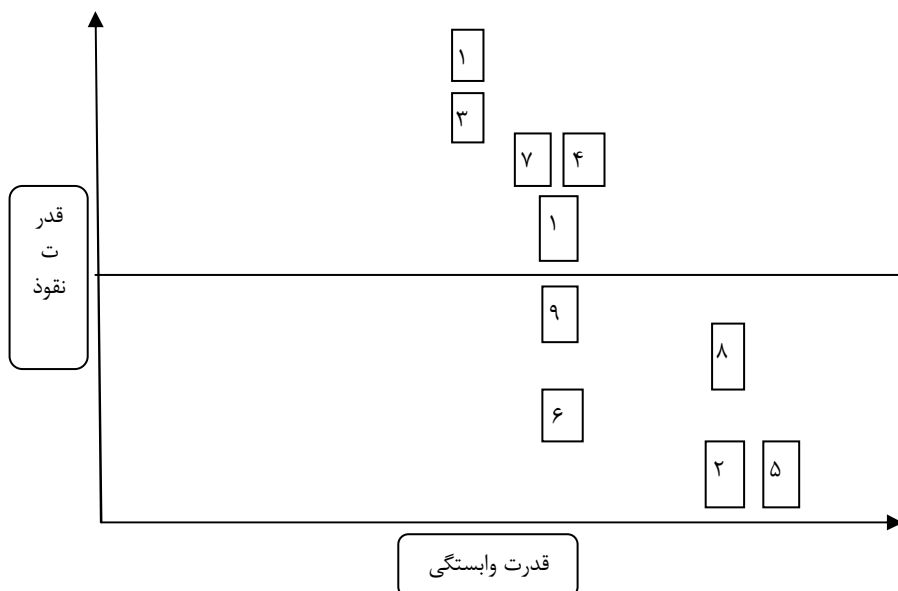 ۱
۳
۷
۴
۱
قدر
ت
نقوذ
۹
۸
۶
۲
۵
قدرت وابستگی